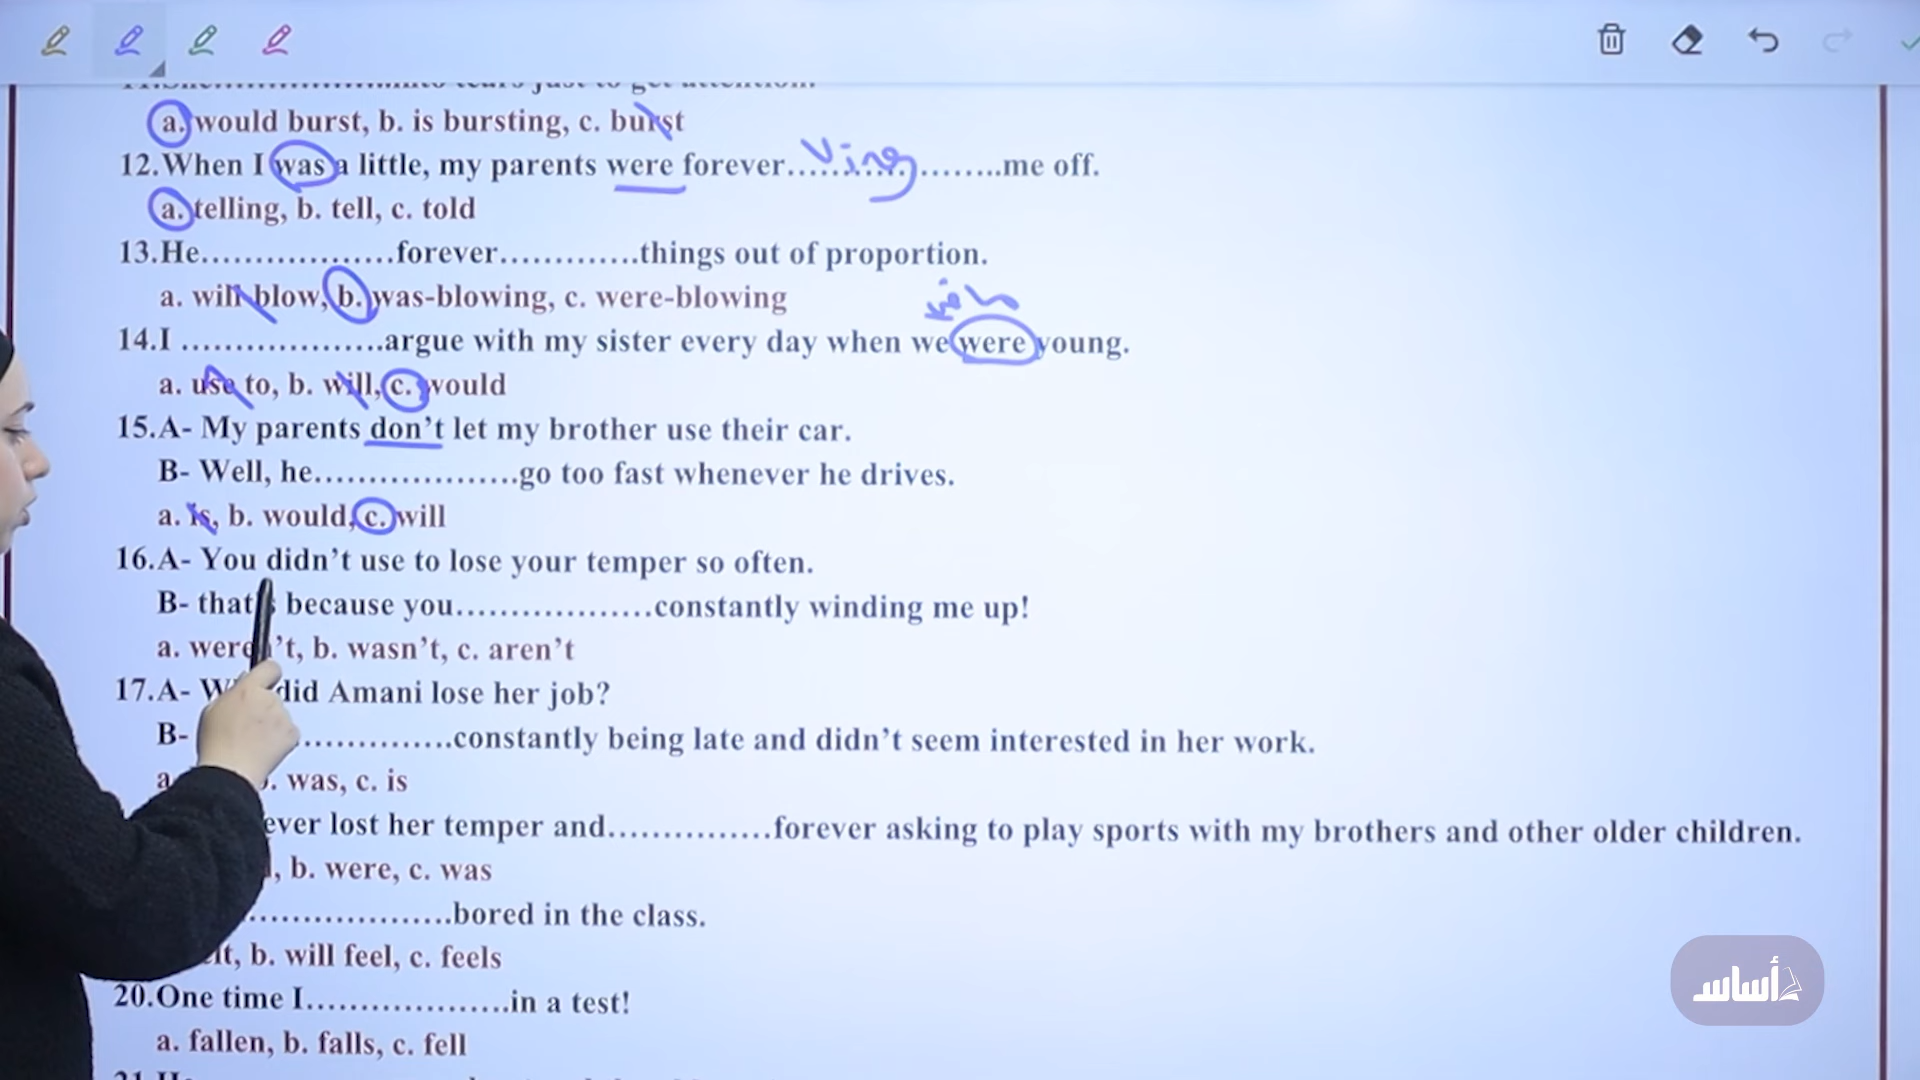 a. would burst, b. is bursting, c. burst
12.When I was a little, my parents were forever.....Ving.........me off.
a. telling, b. tell, c. told
13.He..................forever.............things out of proportion.
a. will blow, b. was-blowing, c. were-blowing
14.I ...................argue with my sister every day when we were young.
a. use to, b. will, c. would
15.A- My parents don't let my brother use their car.
B- Well, he...................go too fast whenever he drives.
a. is, b. would, c. will
16.A- You didn't use to lose your temper so often.
B- that's because you..................constantly winding me up!
a. weren't, b. wasn't, c. aren't
17.A- did Amani lose her job?
B- ..............constantly being late and didn't seem interested in her work.
a was, c. is
ever lost her temper and...............forever asking to play sports with my brothers and other older children.
, b. were, c. was
...................bored in the class.
b. will feel, c. feels
20.One time I...................in a test!
a. fallen, b. falls, c. fell
أساس